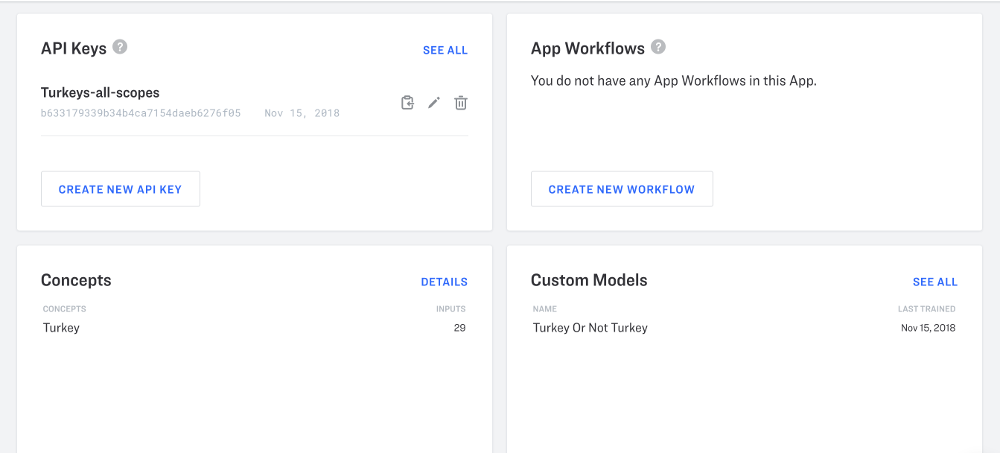 API Keys ?
SEE ALL
Turkeys-all-scopes
b633179339b34b4ca7154daeb6276f05 Nov 15, 2018
CREATE NEW API KEY
App Workflows ?
You do not have any App Workflows in this App.
CREATE NEW WORKFLOW
Concepts
DETAILS
CONCEPTS INPUTS
Turkey 29
Custom Models
SEE ALL
NAME LAST TRAINED
Turkey Or Not Turkey Nov 15, 2018